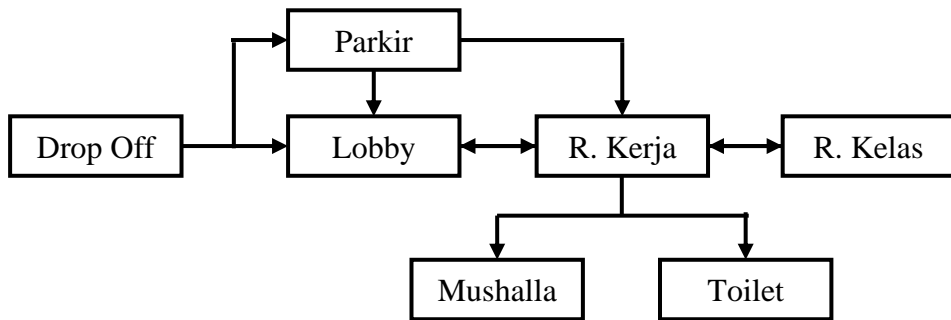 Parkir
Drop Off
Lobby
R. Kerja
R. Kelas
Mushalla
Toilet